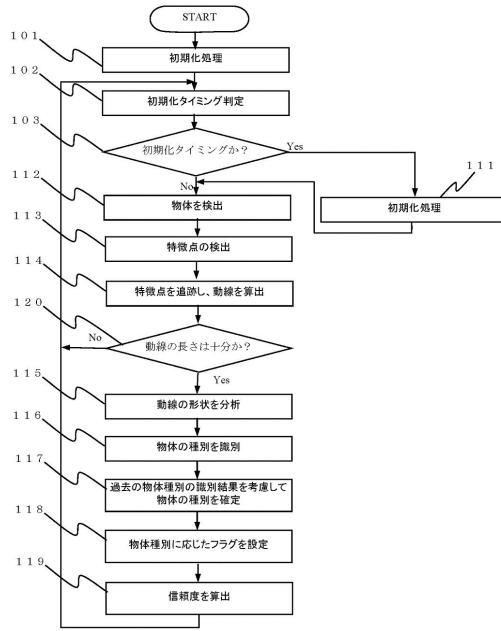 START
１０１
初期化処理
１０２
初期化タイミング判定
１０３
初期化タイミングか？
Yes
No
１１１
初期化処理
１１２
物体を検出
１１３
特徴点の検出
１１４
特徴点を追跡し、動線を算出
１２０
動線の長さは十分か？
No
Yes
１１５
動線の形状を分析
１１６
物体の種別を識別
１１７
過去の物体種別の識別結果を考慮して
物体の種別を確定
１１８
物体種別に応じたフラグを設定
１１９
信頼度を算出